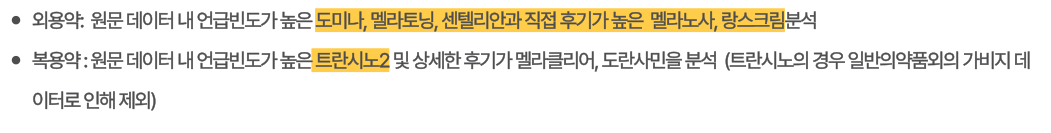 ● 외용약: 원문 데이터 내 언급빈도가 높은 도미나, 멜라토닝, 센텔리안과 직접 후기가 높은 멜라노사, 랑스크림분석
● 복용약 : 원문 데이터 내 언급빈도가 높은 트란시노2 및 상세한 후기가 멜라클리어, 도란사민을 분석 (트란시노의 경우 일반의약품외의 가비지 데
이터로 인해 제외)